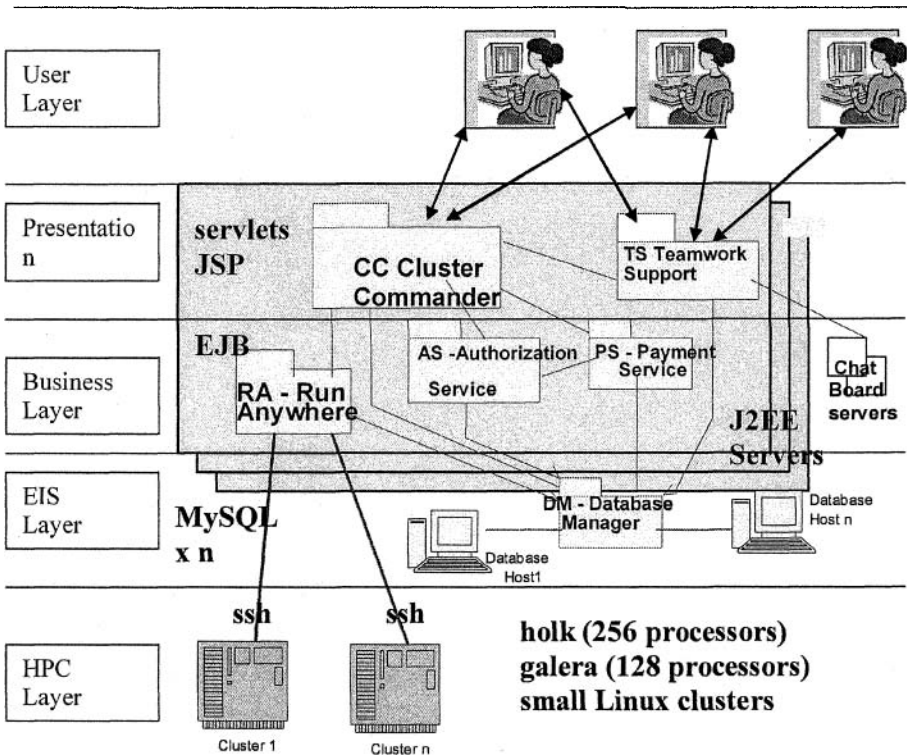 User
Layer
Presentatio
n
servlets
JSP
CC Cluster
Commander
TS Teamwork
Support
Business
Layer
EJB
RA - Run
Anywhere
AS -Authorization
Service
PS - Payment
Service
Chat
Board
servers
J2EE
Servers
EIS
Layer
MySQL
x n
DM - Database
Manager
Database
Host1
Database
Host n
HPC
Layer
ssh
ssh
Cluster 1
Cluster n
holk (256 processors)
galera (128 processors)
small Linux clusters